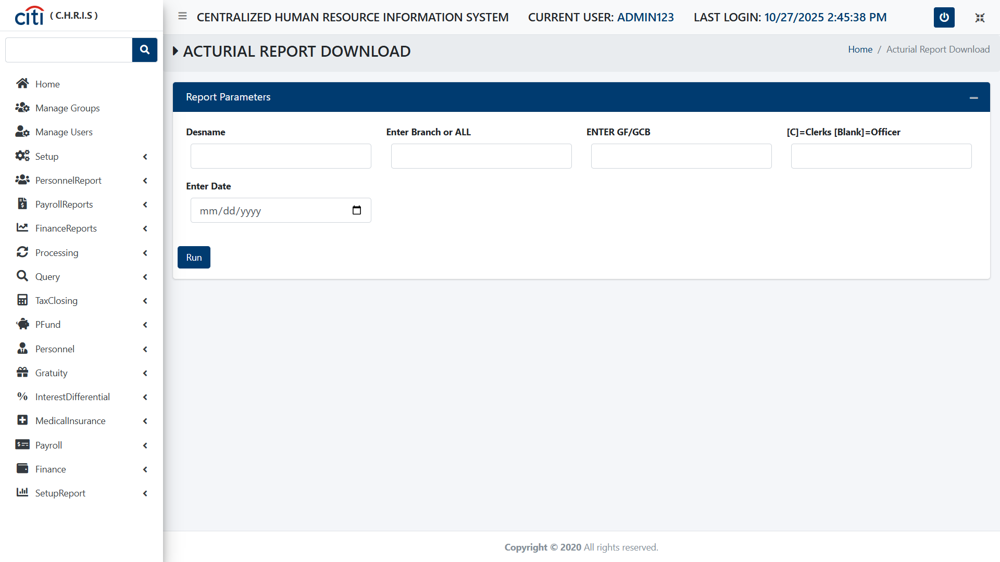 citi ( C.H.R.I.S )
CENTRALIZED HUMAN RESOURCE INFORMATION SYSTEM CURRENT USER: ADMIN123 LAST LOGIN: 10/27/2025 2:45:38 PM
ACTURIAL REPORT DOWNLOAD
Home / Acturial Report Download
Home
Manage Groups
Manage Users
Setup
PersonnelReport
PayrollReports
FinanceReports
Processing
Query
TaxClosing
PFund
Personnel
Gratuity
% InterestDifferential
MedicalInsurance
Payroll
Finance
SetupReport
Report Parameters
Desname
Enter Branch or ALL
ENTER GF/GCB
[C]=Clerks [Blank]=Officer
Enter Date
mm/dd/yyyy
Run
Copyright © 2020 All rights reserved.